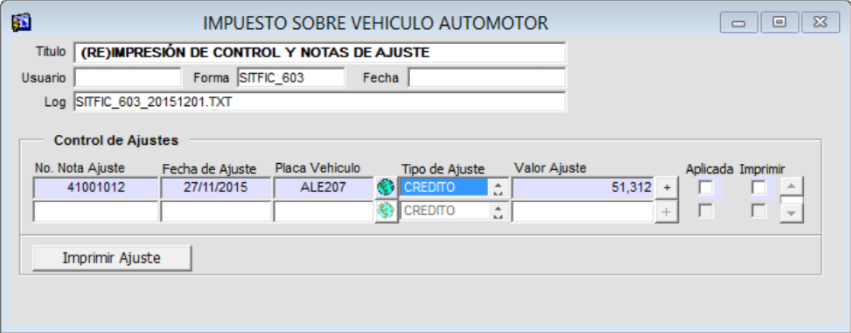 IMPUESTO SOBRE VEHICULO AUTOMOTOR
Titulo (RE)IMPRESIÓN DE CONTROL Y NOTAS DE AJUSTE
Usuario Forma SITFIC_603 Fecha
Log SITFIC_603_20151201.TXT
Control de Ajustes
No. Nota Ajuste Fecha de Ajuste Placa Vehiculo Tipo de Ajuste Valor Ajuste Aplicada Imprimir
41001012 27/11/2015 ALE207 CREDITO 51,312 +
CREDITO +
Imprimir Ajuste